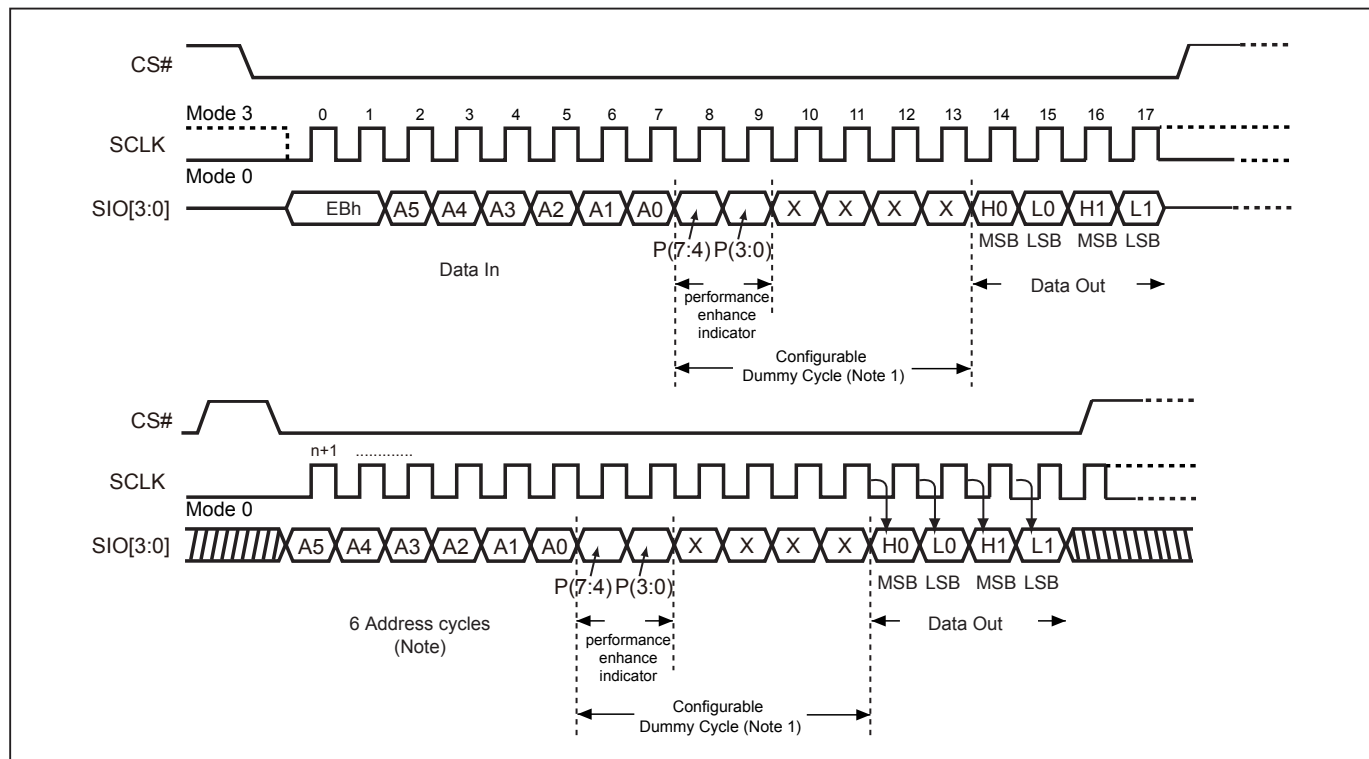 CS#
Mode 3
0 1 2 3 4 5 6 7 8 9 10 11 12 13 14 15 16 17
SCLK
Mode 0
SIO[3:0] EBh A5 A4 A3 A2 A1 A0 X X X X H0 L0 H1 L1
P(7:4) P(3:0) MSB LSB MSB LSB
Data In
Data Out
performance
enhance
indicator
Configurable
Dummy Cycle (Note 1)
CS#
n+1 .............
SCLK
Mode 0
SIO[3:0] A5 A4 A3 A2 A1 A0 X X X X H0 L0 H1 L1
P(7:4) P(3:0) MSB LSB MSB LSB
6 Address cycles
(Note)
Data Out
performance
enhance
indicator
Configurable
Dummy Cycle (Note 1)